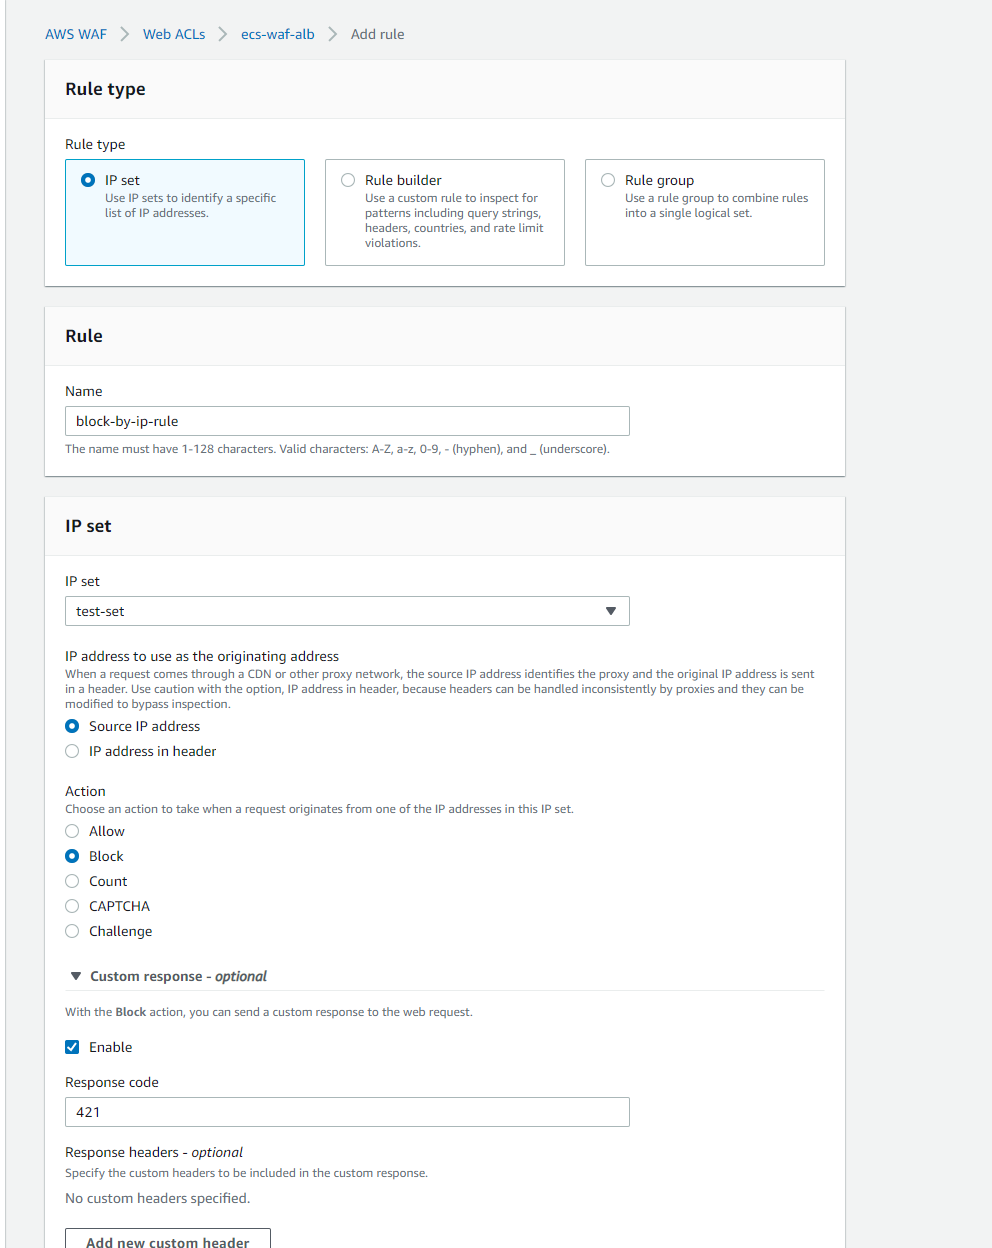 AWS WAF > Web ACLs > ecs-waf-alb > Add rule
Rule type
Rule type
IP set
Use IP sets to identify a specific
list of IP addresses.
Rule builder
Use a custom rule to inspect for
patterns including query strings,
headers, countries, and rate limit
violations.
Rule group
Use a rule group to combine rules
into a single logical set.
Rule
Name
block-by-ip-rule
The name must have 1-128 characters. Valid characters: A-Z, a-z, 0-9, - (hyphen), and _ (underscore).
IP set
IP set
test-set
IP address to use as the originating address
When a request comes through a CDN or other proxy network, the source IP address identifies the proxy and the original IP address is sent
in a header. Use caution with the option, IP address in header, because headers can be handled inconsistently by proxies and they can be
modified to bypass inspection.
Source IP address
IP address in header
Action
Choose an action to take when a request originates from one of the IP addresses in this IP set.
Allow
Block
Count
CAPTCHA
Challenge
Custom response - optional
With the Block action, you can send a custom response to the web request.
Enable
Response code
421
Response headers - optional
Specify the custom headers to be included in the custom response.
No custom headers specified.
Add new custom header